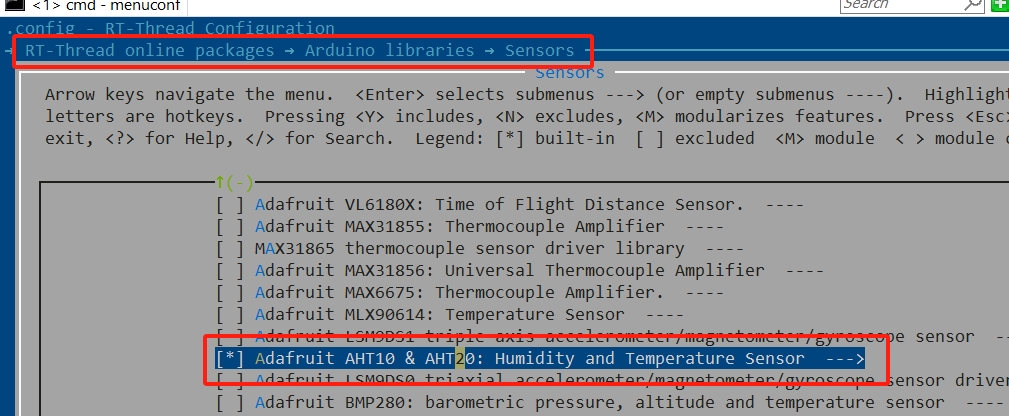 <1> cmd - menuconf
Search
.config - RT-Thread Configuration
→ RT-Thread online packages → Arduino libraries → Sensors
Sensors
Arrow keys navigate the menu. <Enter> selects submenus ---> (or empty submenus ----). Highlight
letters are hotkeys. Pressing <Y> includes, <N> excludes, <M> modularizes features. Press <Esc>
exit, <?> for Help, </> for Search. Legend: [*] built-in [ ] excluded <M> module < > module
↑(-)
[ ] Adafruit VL6180X: Time of Flight Distance Sensor. ----
[ ] Adafruit MAX31855: Thermocouple Amplifier ----
[ ] MAX31865 thermocouple sensor driver library ----
[ ] Adafruit MAX31856: Universal Thermocouple Amplifier ----
[ ] Adafruit MAX6675: Thermocouple Amplifier. ----
[ ] Adafruit MLX90614: Temperature Sensor ----
[ ] Adafruit LSM9DS1 triple axis accelerometer/magnetometer/gyroscope sensor --
[*] Adafruit AHT10 & AHT20: Humidity and Temperature Sensor --->
[ ] Adafruit LSM9DS0 triaxial accelerometer/magnetometer/gyroscope sensor driver
[ ] Adafruit BMP280: barometric pressure, altitude and temperature sensor ----